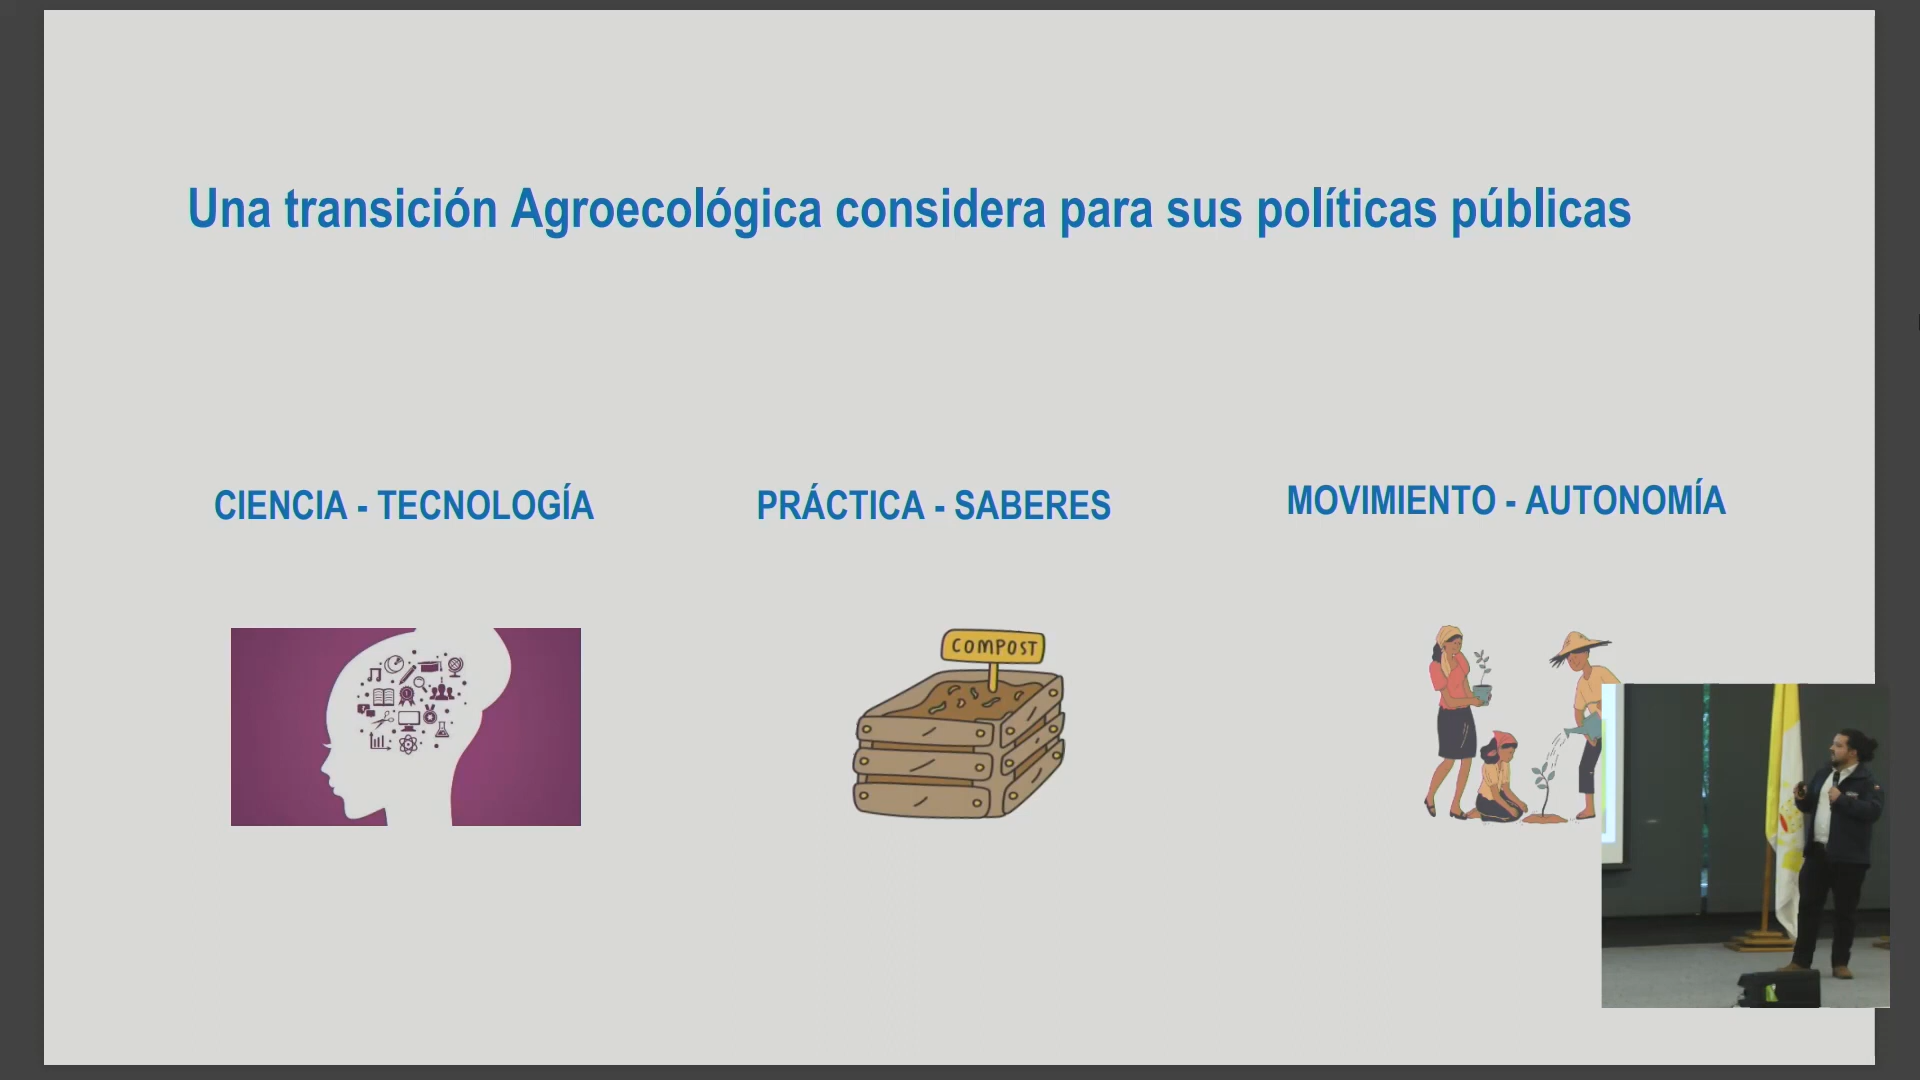 Una transición Agroecológica considera para sus políticas públicas
CIENCIA - TECNOLOGÍA
PRÁCTICA - SABERES
MOVIMIENTO - AUTONOMÍA
COMPOST